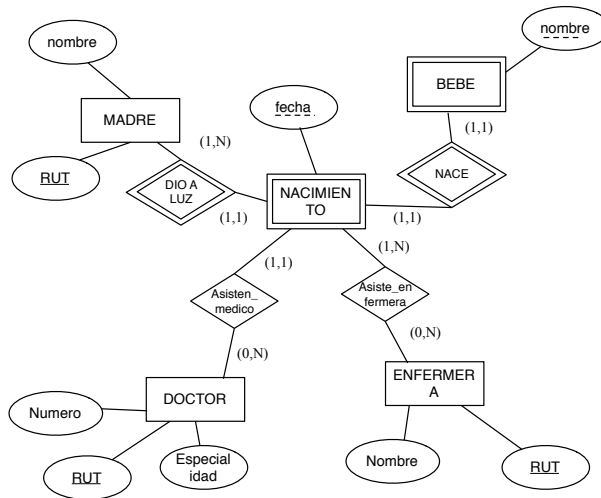 nombre
nombre
BEBE
fecha
MADRE
(1,N)
(1,1)
RUT
DIO A
LUZ
NACIMIEN
TO
NACE
(1,1)
(1,1)
(1,1)
(1,N)
Asisten_
medico
Asiste_en
fermera
(0,N)
(0,N)
DOCTOR
ENFERMER
A
Numero
RUT
Especial
idad
Nombre
RUT